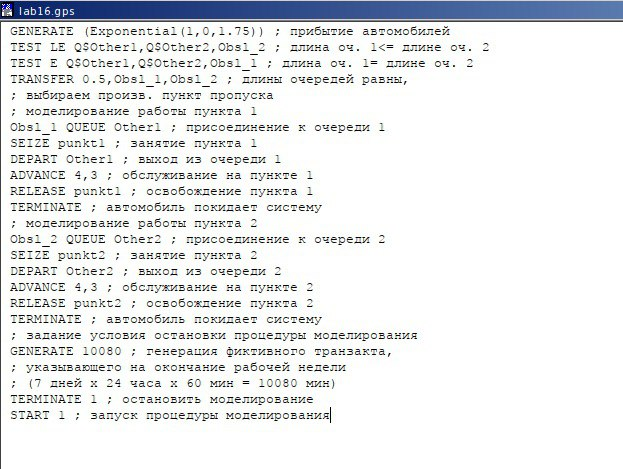 lab16.gps
GENERATE (Exponential(1,0,1.75)) ; прибытие автомобилей
TEST LE Q$Other1,Q$Other2,Obsl_2 ; длина оч. 1<= длине оч. 2
TEST E Q$Other1,Q$Other2,Obsl_1 ; длина оч. 1= длине оч. 2
TRANSFER 0.5,Obsl_1,Obsl_2 ; длины очередей равны,
; выбираем произв. пункт пропуска
; моделирование работы пункта 1
Obsl_1 QUEUE Other1 ; присоединение к очереди 1
SEIZE punkt1 ; занятие пункта 1
DEPART Other1 ; выход из очереди 1
ADVANCE 4,3 ; обслуживание на пункте 1
RELEASE punkt1 ; освобождение пункта 1
TERMINATE ; автомобиль покидает систему
; моделирование работы пункта 2
Obsl_2 QUEUE Other2 ; присоединение к очереди 2
SEIZE punkt2 ; занятие пункта 2
DEPART Other2 ; выход из очереди 2
ADVANCE 4,3 ; обслуживание на пункте 2
RELEASE punkt2 ; освобождение пункта 2
TERMINATE ; автомобиль покидает систему
; задание условия остановки процедуры моделирования
GENERATE 10080 ; генерация фиктивного транзакта,
; указывающего на окончание рабочей недели
; (7 дней x 24 часа x 60 мин = 10080 мин)
TERMINATE 1 ; остановить моделирование
START 1 ; запуск процедуры моделирования